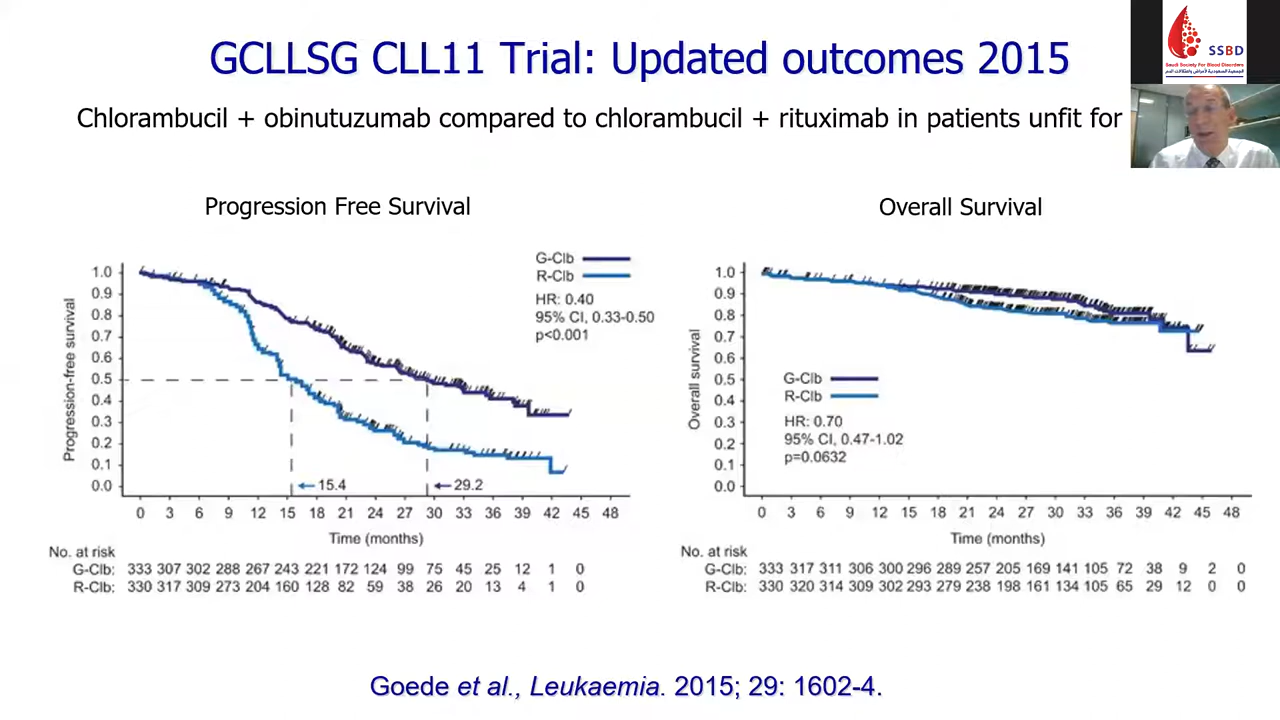 GCLLSG CLL11 Trial: Updated outcomes 2015
SSBD
Saudi Society For Blood Disorders
Chlorambucil + obinutuzumab compared to chlorambucil + rituximab in patients unfit for
Progression Free Survival
G-Clb
R-Clb
HR: 0.40
95% CI, 0.33-0.50
p<0.001
Progression-free survival
1.0
0.9
0.8
0.7
0.6
0.5
0.4
0.3
0.2
0.1
0.0
15.4
29.2
0 3 6 9 12 15 18 21 24 27 30 33 36 39 42 45 48
Time (months)
No. at risk
G-Clb: 333 307 302 288 267 243 221 172 124 99 75 45 25 12 1 0
R-Clb: 330 317 309 273 204 160 128 82 59 38 26 20 13 4 1 0
Overall Survival
Overall survival
1.0
0.9
0.8
0.7
0.6
0.5
0.4
0.3
0.2
0.1
0.0
G-Clb
R-Clb
HR: 0.70
95% CI, 0.47-1.02
p=0.0632
0 3 6 9 12 15 18 21 24 27 30 33 36 39 42 45 48
Time (months)
No. at risk
G-Clb: 333 317 311 306 300 296 289 257 205 169 141 105 72 38 9 2 0
R-Clb: 330 320 314 309 302 293 279 238 198 161 134 105 65 29 12 0 0
Goede et al., Leukaemia. 2015; 29: 1602-4.